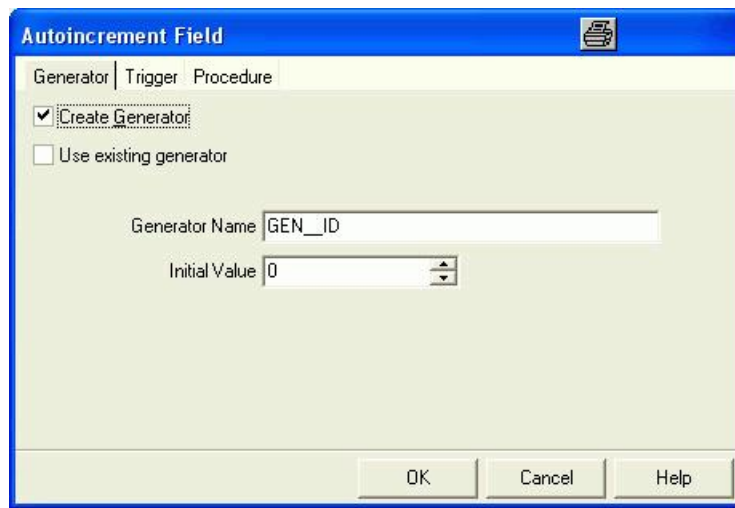 Autoincrement Field
Generator Trigger Procedure
Create Generator
Use existing generator
Generator Name GEN__ID
Initial Value 0
OK Cancel Help